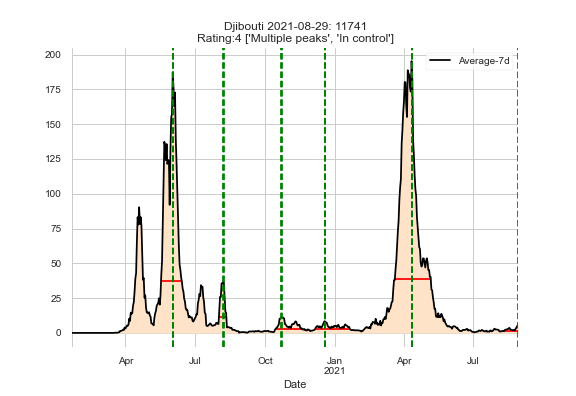 Djibouti 2021-08-29: 11741
Rating:4 ['Multiple peaks', 'In control']
Average-7d
200
175
150
125
100
75
50
25
0
Apr
Jul
Oct
Jan
2021
Apr
Jul
Date